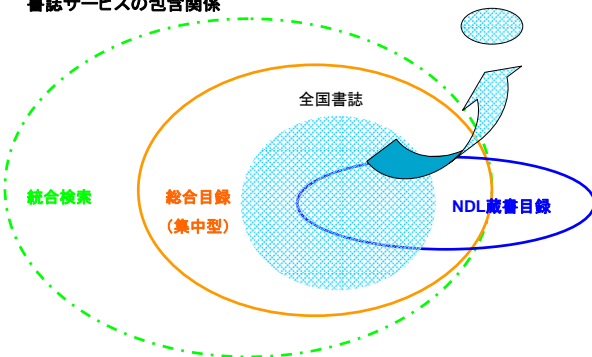 書誌サービスの包含関係
全国書誌
統合検索
総合目録
（集中型）
NDL蔵書目録